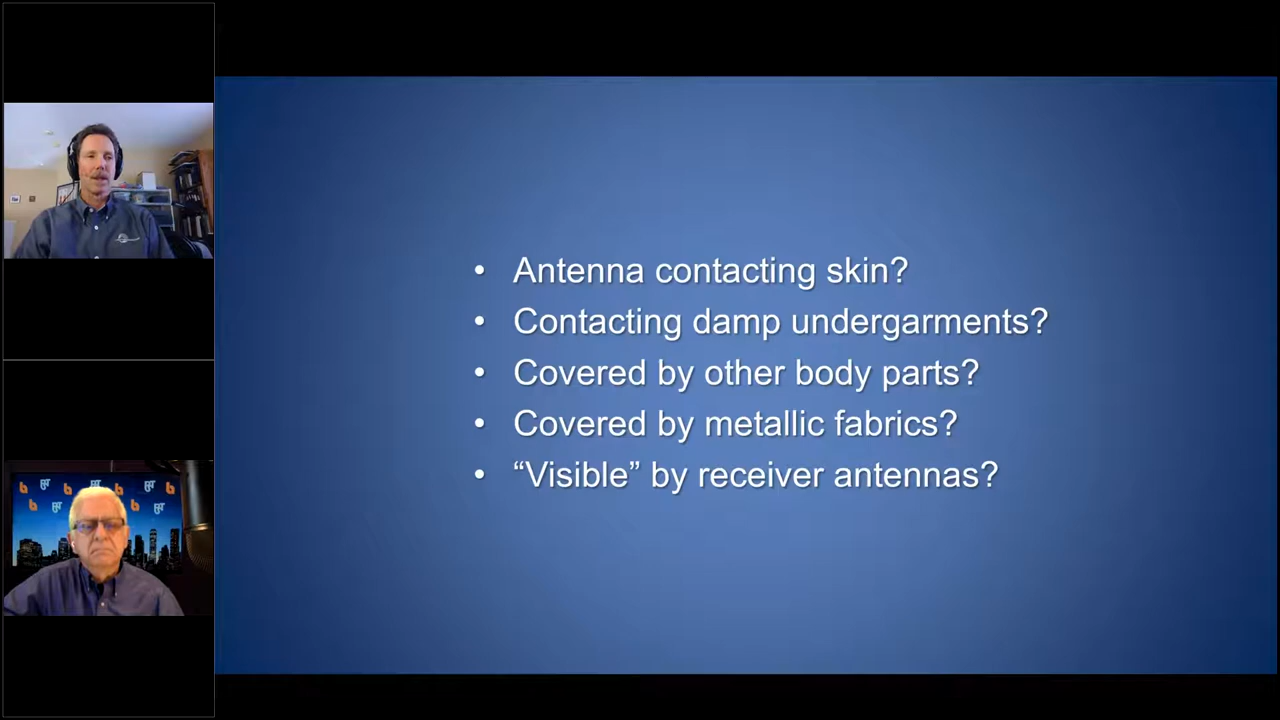 • Antenna contacting skin?
• Contacting damp undergarments?
• Covered by other body parts?
• Covered by metallic fabrics?
• “Visible” by receiver antennas?